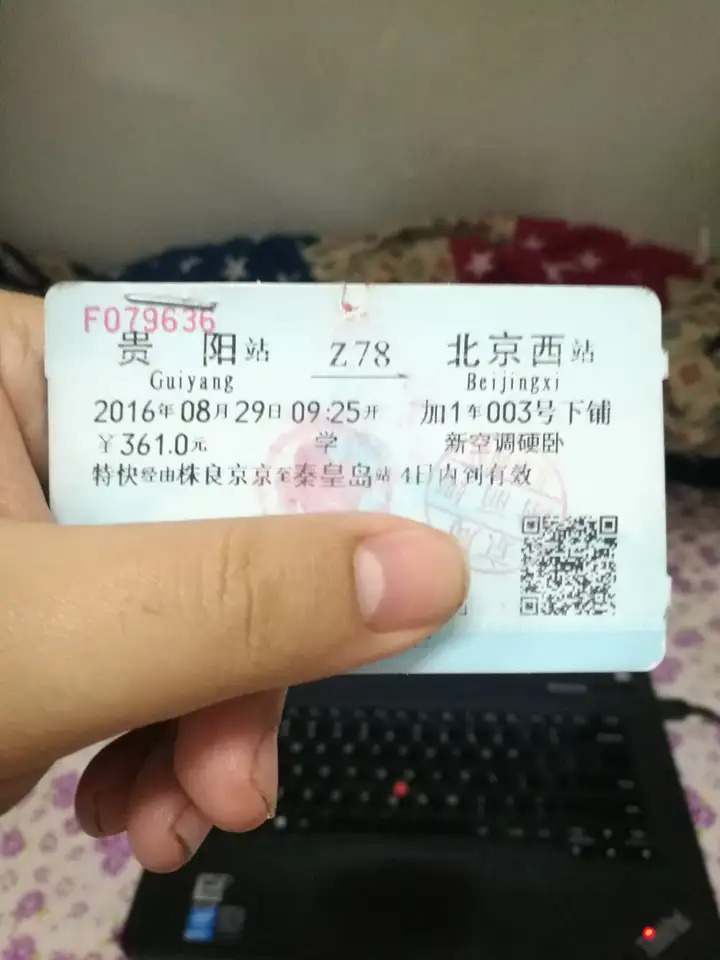 F079636
贵 阳站 Z78 北京西站
Guiyang Beijingxi
2016年08月29日09:25开 加1车003号下铺
￥361.0元 学 新空调硬卧
特快经由株良京京至秦皇岛站 4日内到有效